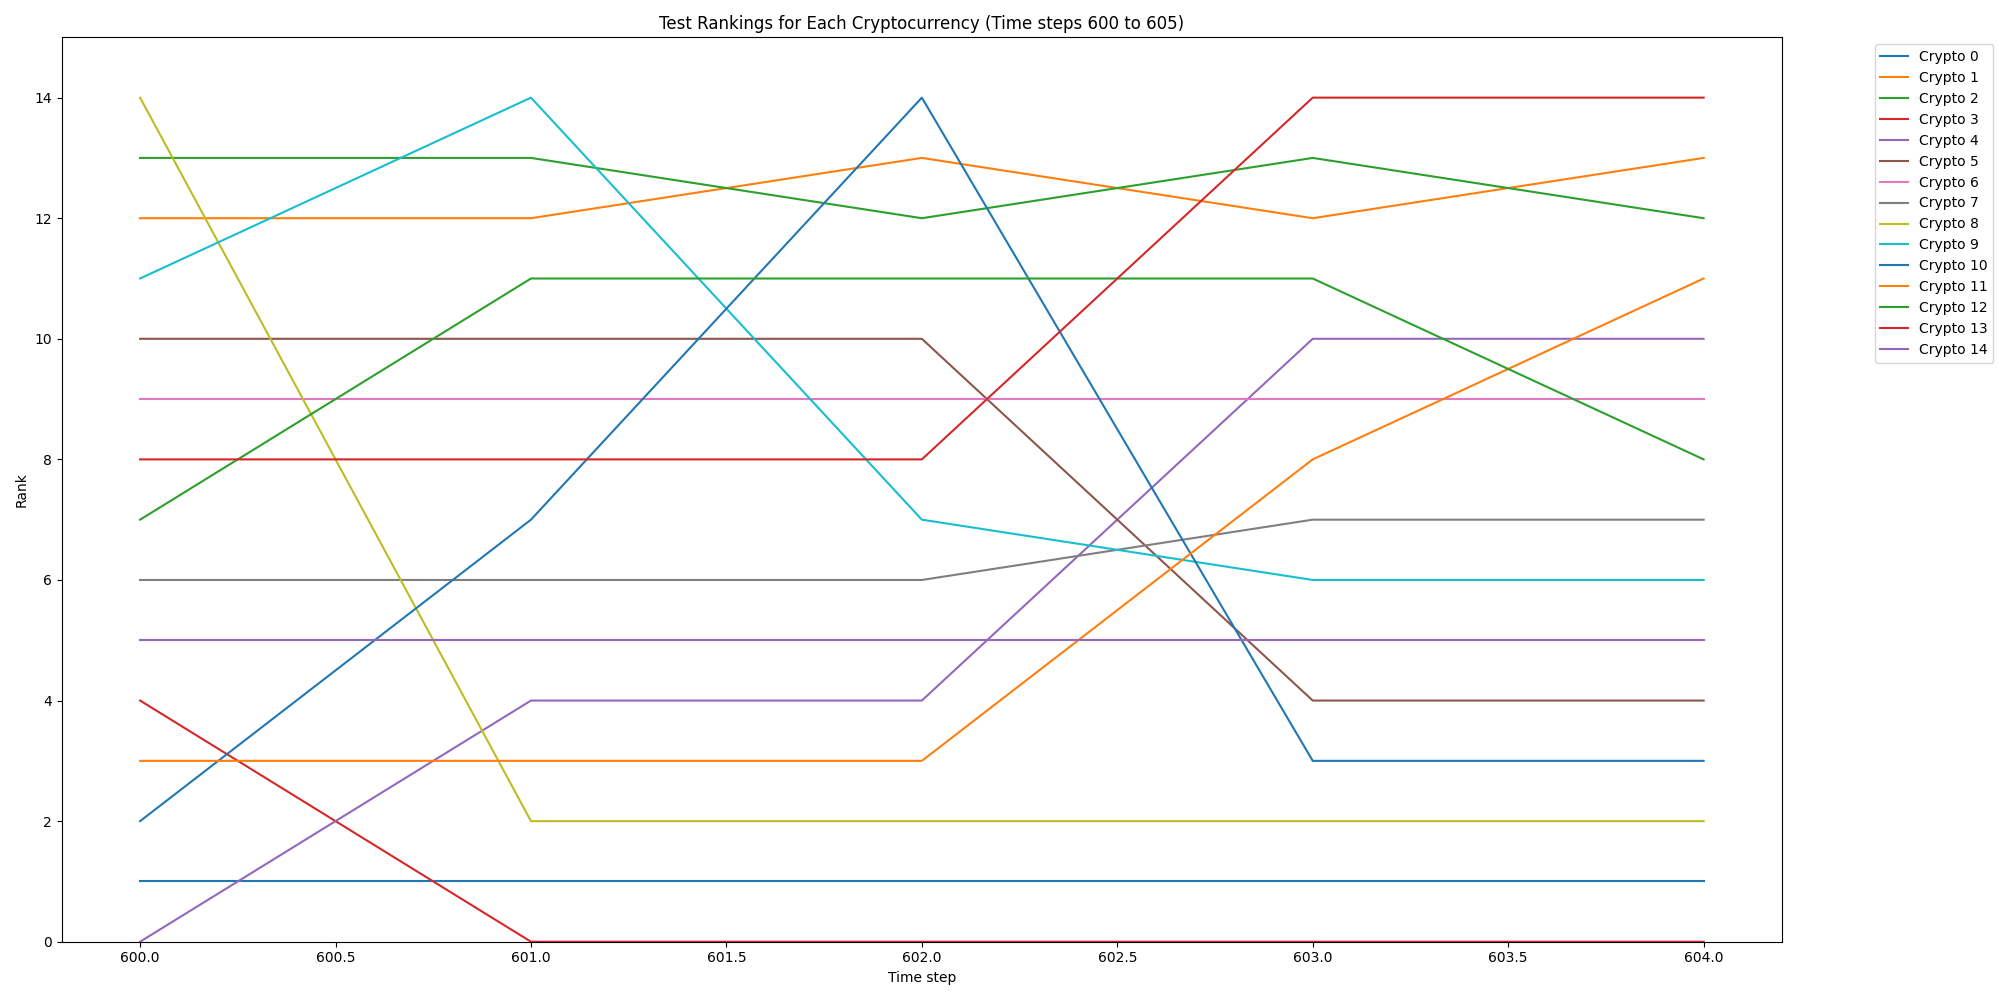 Test Rankings for Each Cryptocurrency (Time steps 600 to 605)
Rank
14
12
10
8
6
4
2
0
600.0 600.5 601.0 601.5 602.0 602.5 603.0 603.5 604.0
Time step
Crypto 0
Crypto 1
Crypto 2
Crypto 3
Crypto 4
Crypto 5
Crypto 6
Crypto 7
Crypto 8
Crypto 9
Crypto 10
Crypto 11
Crypto 12
Crypto 13
Crypto 14